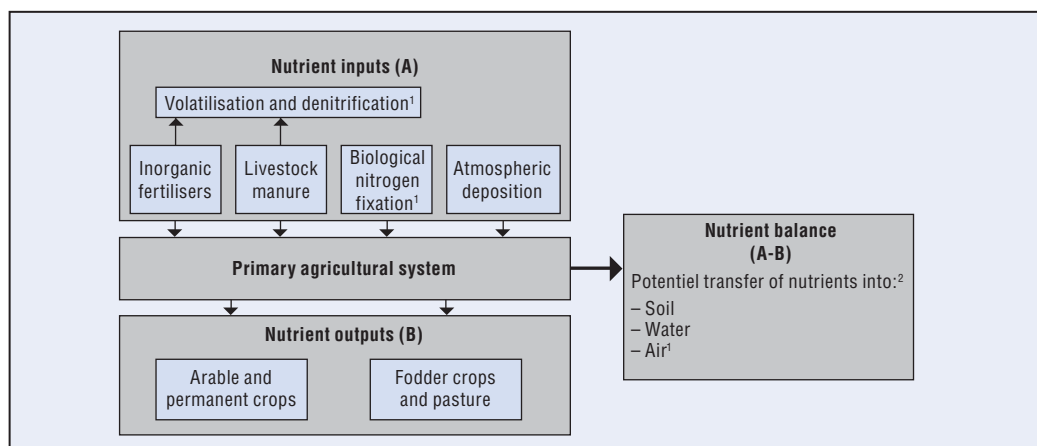 Nutrient inputs (A)
Volatilisation and denitrification¹
Inorganic
fertilisers
Livestock
manure
Biological
nitrogen
fixation¹
Atmospheric
deposition
Primary agricultural system
Nutrient outputs (B)
Arable and
permanent crops
Fodder crops
and pasture
Nutrient balance
(A-B)
Potentiel transfer of nutrients into:²
– Soil
– Water
– Air¹